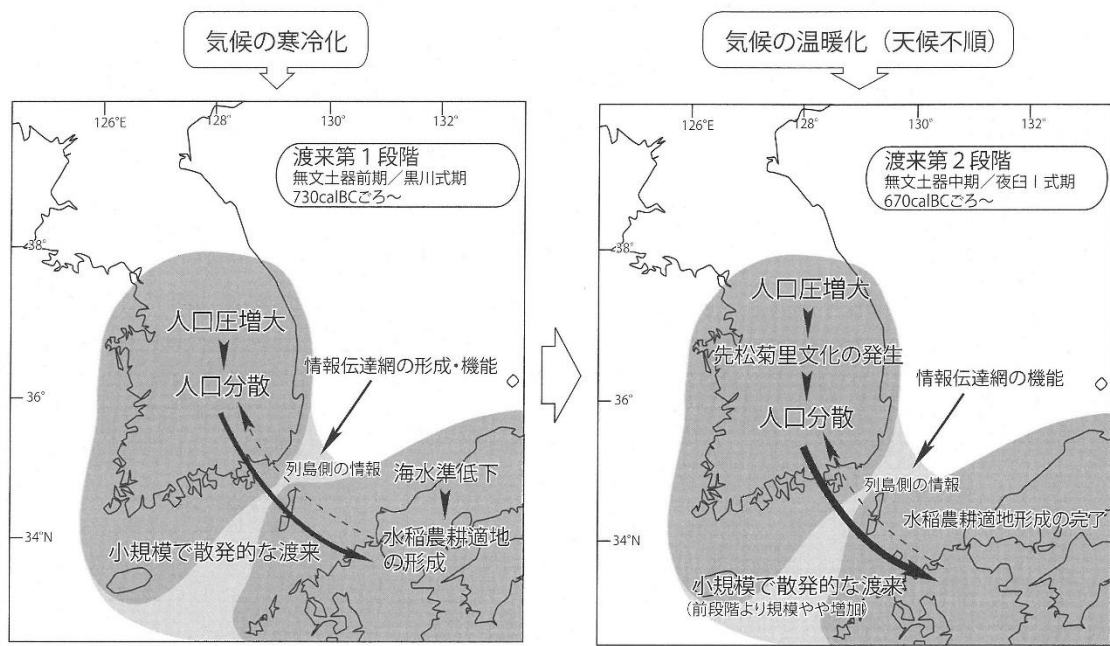 気候の寒冷化
126°E
128°
130°
132°
渡来第1段階
無文土器前期／黒川式期
730calBCごろ～
38°
人口圧増大
人口分散
情報伝達網の形成・機能
36°
列島側の情報
海水準低下
34°N
小規模で散発的な渡来
水稲農耕適地
の形成
気候の温暖化（天候不順）
126°E
128°
130°
132°
渡来第2段階
無文土器中期／夜臼Ⅰ式期
670calBCごろ～
38°
人口圧増大
先松菊里文化の発生
情報伝達網の機能
36°
人口分散
列島側の情報
水稲農耕適地形成の完了
34°N
小規模で散発的な渡来
(前段階より規模やや増加)